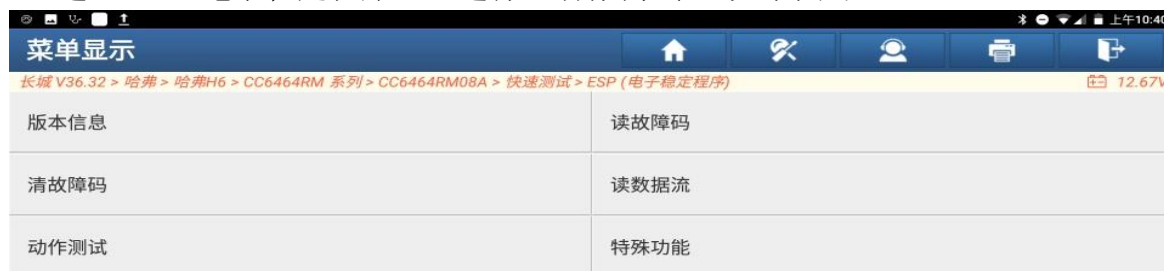 上午10:40
菜单显示
长城 V36.32 > 哈弗 > 哈弗H6 > CC6464RM 系列 > CC6464RM08A > 快速测试 > ESP (电子稳定程序) 12.67V
版本信息 读故障码
清故障码 读数据流
动作测试 特殊功能